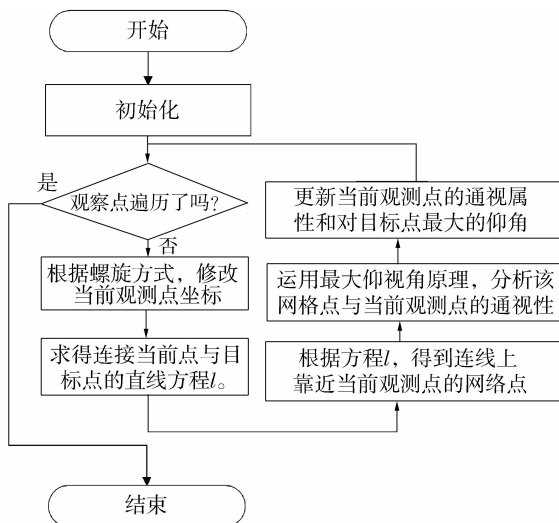 开始
初始化
是
观察点遍历了吗?
否
根据螺旋方式，修改
当前观测点坐标
求得连接当前点与目
标点的直线方程l。
更新当前观测点的通视属
性和对目标点最大的仰角
运用最大仰视角原理，分析该
网格点与当前观测点的通视性
根据方程l，得到连线上
靠近当前观测点的网络点
结束